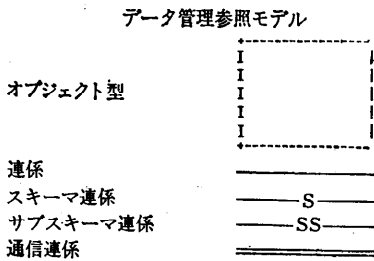 データ管理参照モデル
オブジェクト型
連係
スキーマ連係 S
サブスキーマ連係 SS
通信連係